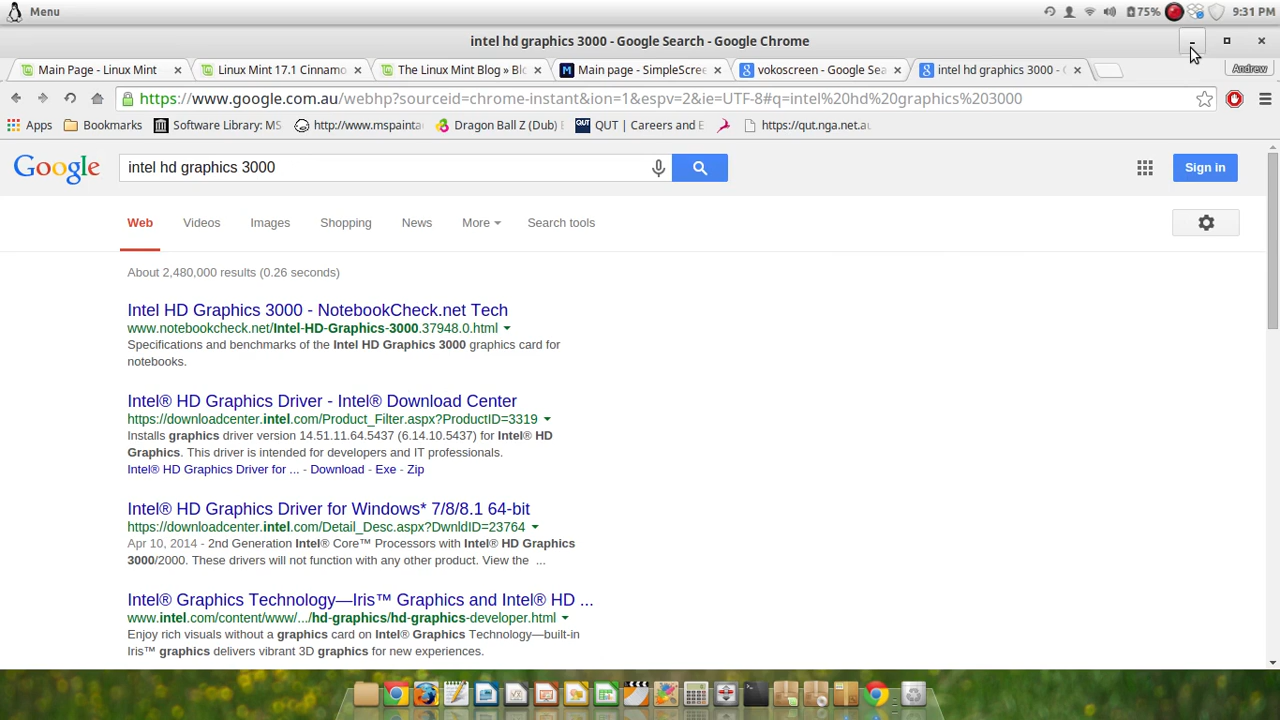 Menu
75%
9:31 PM
intel hd graphics 3000 - Google Search - Google Chrome
Main Page - Linux Mint
Linux Mint 17.1 Cinnamo
The Linux Mint Blog » Bl
Main page - SimpleScree
vokoscreen - Google Sea
intel hd graphics 3000 -
Andrew
https://www.google.com.au/webhp?sourceid=chrome-instant&ion=1&espv=2&ie=UTF-8#q=intel%20hd%20graphics%203000
Apps
Bookmarks
Software Library: MS
http://www.mspainta
Dragon Ball Z (Dub)
QUT | Careers and E
https://qut.nga.net.au
Google
intel hd graphics 3000
Sign in
Web
Videos
Images
Shopping
News
More
Search tools
About 2,480,000 results (0.26 seconds)
Intel HD Graphics 3000 - NotebookCheck.net Tech
www.notebookcheck.net/Intel-HD-Graphics-3000.37948.0.html
Specifications and benchmarks of the Intel HD Graphics 3000 graphics card for
notebooks.
Intel® HD Graphics Driver - Intel® Download Center
https://downloadcenter.intel.com/Product_Filter.aspx?ProductID=3319
Installs graphics driver version 14.51.11.64.5437 (6.14.10.5437) for Intel® HD
Graphics. This driver is intended for developers and IT professionals.
Intel® HD Graphics Driver for ... - Download - Exe - Zip
Intel® HD Graphics Driver for Windows* 7/8/8.1 64-bit
https://downloadcenter.intel.com/Detail_Desc.aspx?DwnldID=23764
Apr 10, 2014 - 2nd Generation Intel® Core™ Processors with Intel® HD Graphics
3000/2000. These drivers will not function with any other product. View the ...
Intel® Graphics Technology—Iris™ Graphics and Intel® HD ...
www.intel.com/content/www/.../hd-graphics/hd-graphics-developer.html
Enjoy rich visuals without a graphics card on Intel® Graphics Technology—built-in
Iris™ graphics delivers vibrant 3D graphics for new experiences.